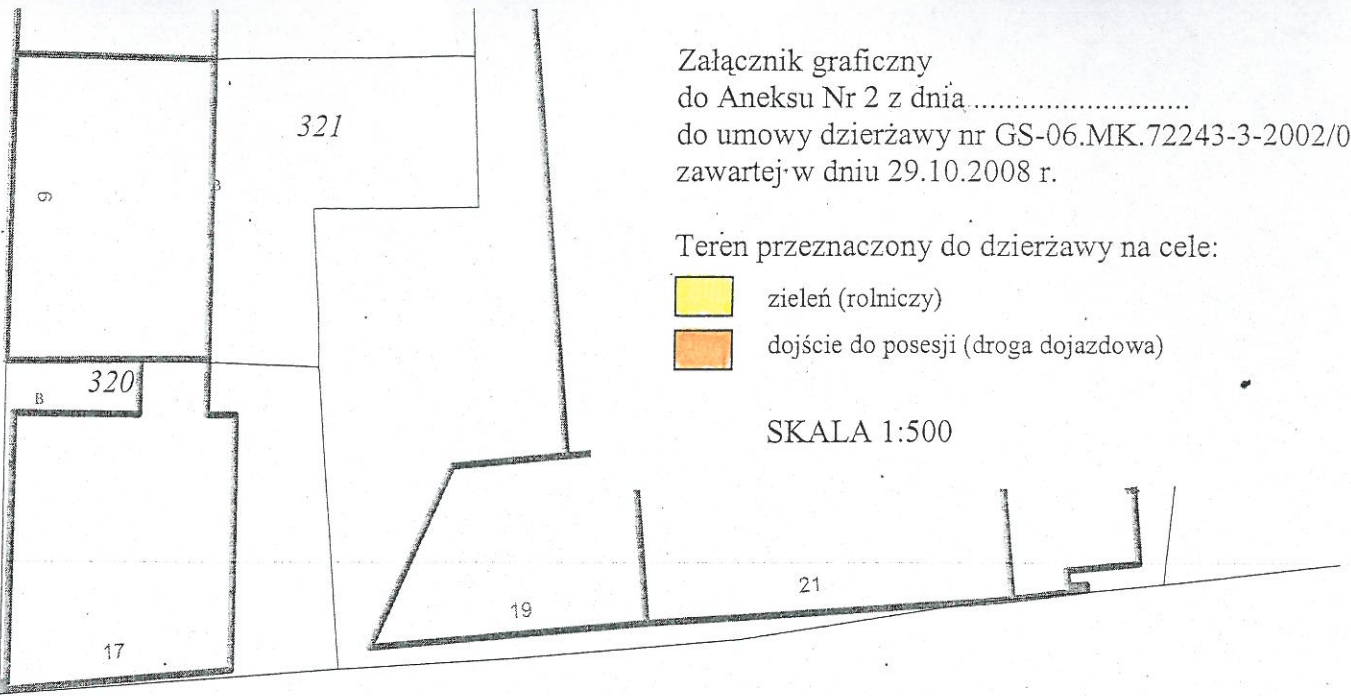 Załącznik graficzny
do Aneksu Nr 2 z dnia ...........................
do umowy dzierżawy nr GS-06.MK.72243-3-2002/0
zawartej w dniu 29.10.2008 r.
Teren przeznaczony do dzierżawy na cele:
zieleń (rolniczy)
dojście do posesji (droga dojazdowa)
SKALA 1:500
321
B
9
320
B
17
19
21